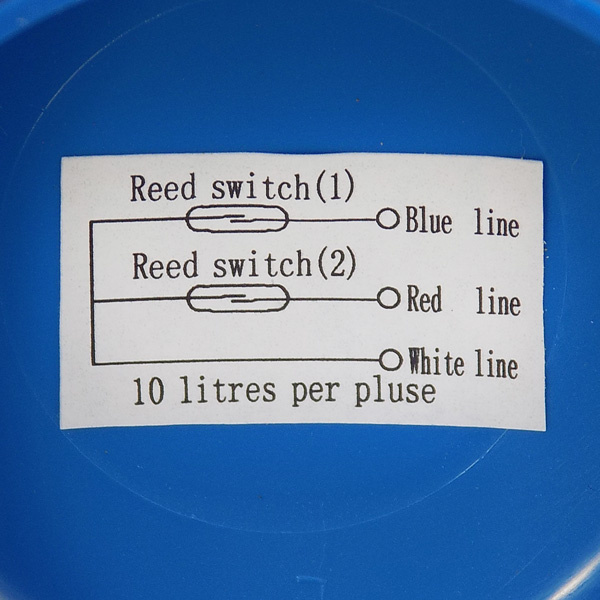 Reed switch(1)
Blue line
Reed switch(2)
Red line
White line
10 litres per pluse